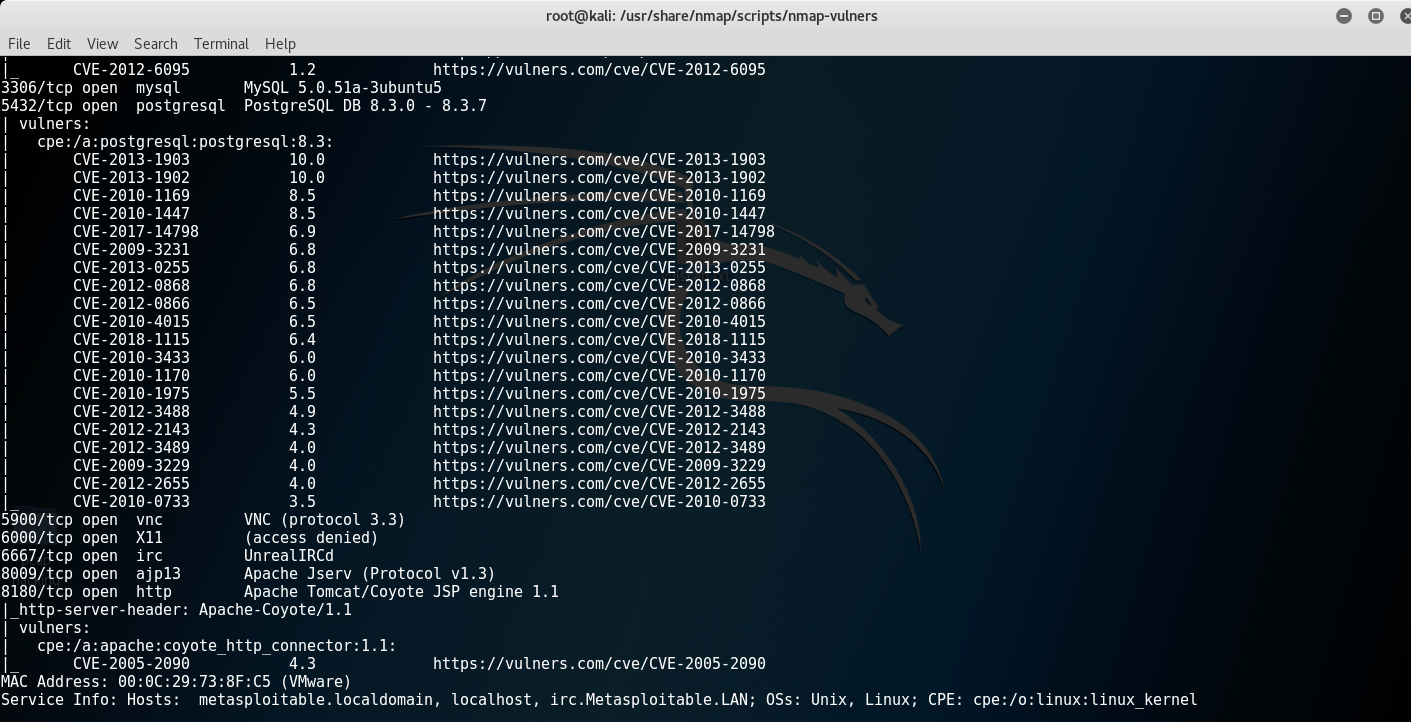 root@kali: /usr/share/nmap/scripts/nmap-vulners
File Edit View Search Terminal Help
|_ CVE-2012-6095 1.2 https://vulners.com/cve/CVE-2012-6095
3306/tcp open mysql MySQL 5.0.51a-3ubuntu5
5432/tcp open postgresql PostgreSQL DB 8.3.0 - 8.3.7
| vulners:
| cpe:/a:postgresql:postgresql:8.3:
| CVE-2013-1903 10.0 https://vulners.com/cve/CVE-2013-1903
| CVE-2013-1902 10.0 https://vulners.com/cve/CVE-2013-1902
| CVE-2010-1169 8.5 https://vulners.com/cve/CVE-2010-1169
| CVE-2010-1447 8.5 https://vulners.com/cve/CVE-2010-1447
| CVE-2017-14798 6.9 https://vulners.com/cve/CVE-2017-14798
| CVE-2009-3231 6.8 https://vulners.com/cve/CVE-2009-3231
| CVE-2013-0255 6.8 https://vulners.com/cve/CVE-2013-0255
| CVE-2012-0868 6.8 https://vulners.com/cve/CVE-2012-0868
| CVE-2012-0866 6.5 https://vulners.com/cve/CVE-2012-0866
| CVE-2010-4015 6.5 https://vulners.com/cve/CVE-2010-4015
| CVE-2018-1115 6.4 https://vulners.com/cve/CVE-2018-1115
| CVE-2010-3433 6.0 https://vulners.com/cve/CVE-2010-3433
| CVE-2010-1170 6.0 https://vulners.com/cve/CVE-2010-1170
| CVE-2010-1975 5.5 https://vulners.com/cve/CVE-2010-1975
| CVE-2012-3488 4.9 https://vulners.com/cve/CVE-2012-3488
| CVE-2012-2143 4.3 https://vulners.com/cve/CVE-2012-2143
| CVE-2012-3489 4.0 https://vulners.com/cve/CVE-2012-3489
| CVE-2009-3229 4.0 https://vulners.com/cve/CVE-2009-3229
| CVE-2012-2655 4.0 https://vulners.com/cve/CVE-2012-2655
|_ CVE-2010-0733 3.5 https://vulners.com/cve/CVE-2010-0733
5900/tcp open vnc VNC (protocol 3.3)
6000/tcp open X11 (access denied)
6667/tcp open irc UnrealIRCd
8009/tcp open ajp13 Apache Jserv (Protocol v1.3)
8180/tcp open http Apache Tomcat/Coyote JSP engine 1.1
|_http-server-header: Apache-Coyote/1.1
| vulners:
| cpe:/a:apache:coyote_http_connector:1.1:
|_ CVE-2005-2090 4.3 https://vulners.com/cve/CVE-2005-2090
MAC Address: 00:0C:29:73:8F:C5 (VMware)
Service Info: Hosts: metasploitable.localdomain, localhost, irc.Metasploitable.LAN; OSs: Unix, Linux; CPE: cpe:/o:linux:linux_kernel